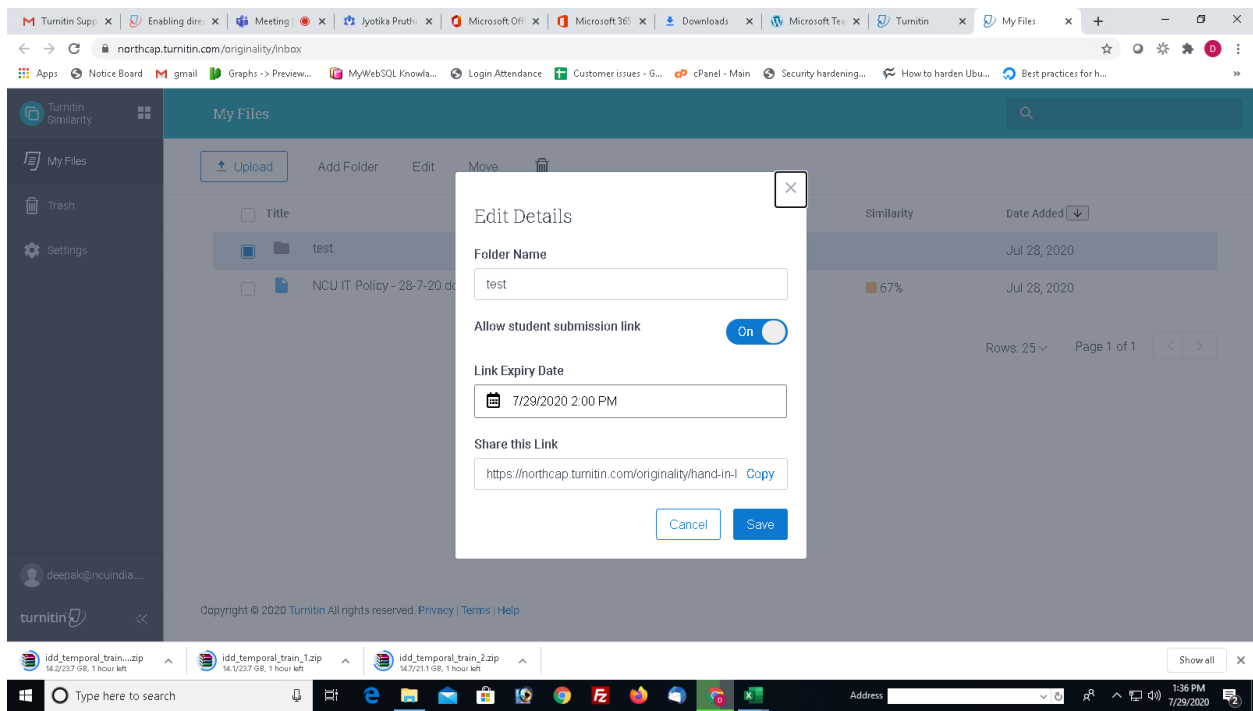 Turnitin Supp
Enabling direc
Meeting |
Jyotika Pruthi
Microsoft Offi
Microsoft 365
Downloads
Microsoft Tea
Turnitin
My Files
northcap.turnitin.com/originality/inbox
D
Apps
Notice Board
gmail
Graphs -> Preview...
MyWebSQL Knowla...
Login Attendance
Customer issues - G...
cPanel - Main
Security hardening...
How to harden Ubu...
Best practices for h...
»
Turnitin
Similarity
My Files
My Files
Trash
Settings
Upload
Add Folder
Edit
Move
Title
Similarity
Date Added
test
Jul 28, 2020
NCU IT Policy - 28-7-20.do
67%
Jul 28, 2020
Rows: 25
Page 1 of 1
Edit Details
Folder Name
test
Allow student submission link
On
Link Expiry Date
7/29/2020 2:00 PM
Share this Link
https://northcap.turnitin.com/originality/hand-in-l
Copy
Cancel
Save
deepak@ncuindia....
turnitin
Copyright © 2020 Turnitin All rights reserved. Privacy | Terms | Help
idd_temporal_train....zip
14.2/23.7 GB, 1 hour left
idd_temporal_train_1.zip
14.1/23.7 GB, 1 hour left
idd_temporal_train_2.zip
14.7/21.1 GB, 1 hour left
Show all
Type here to search
Address
1:36 PM
7/29/2020
2